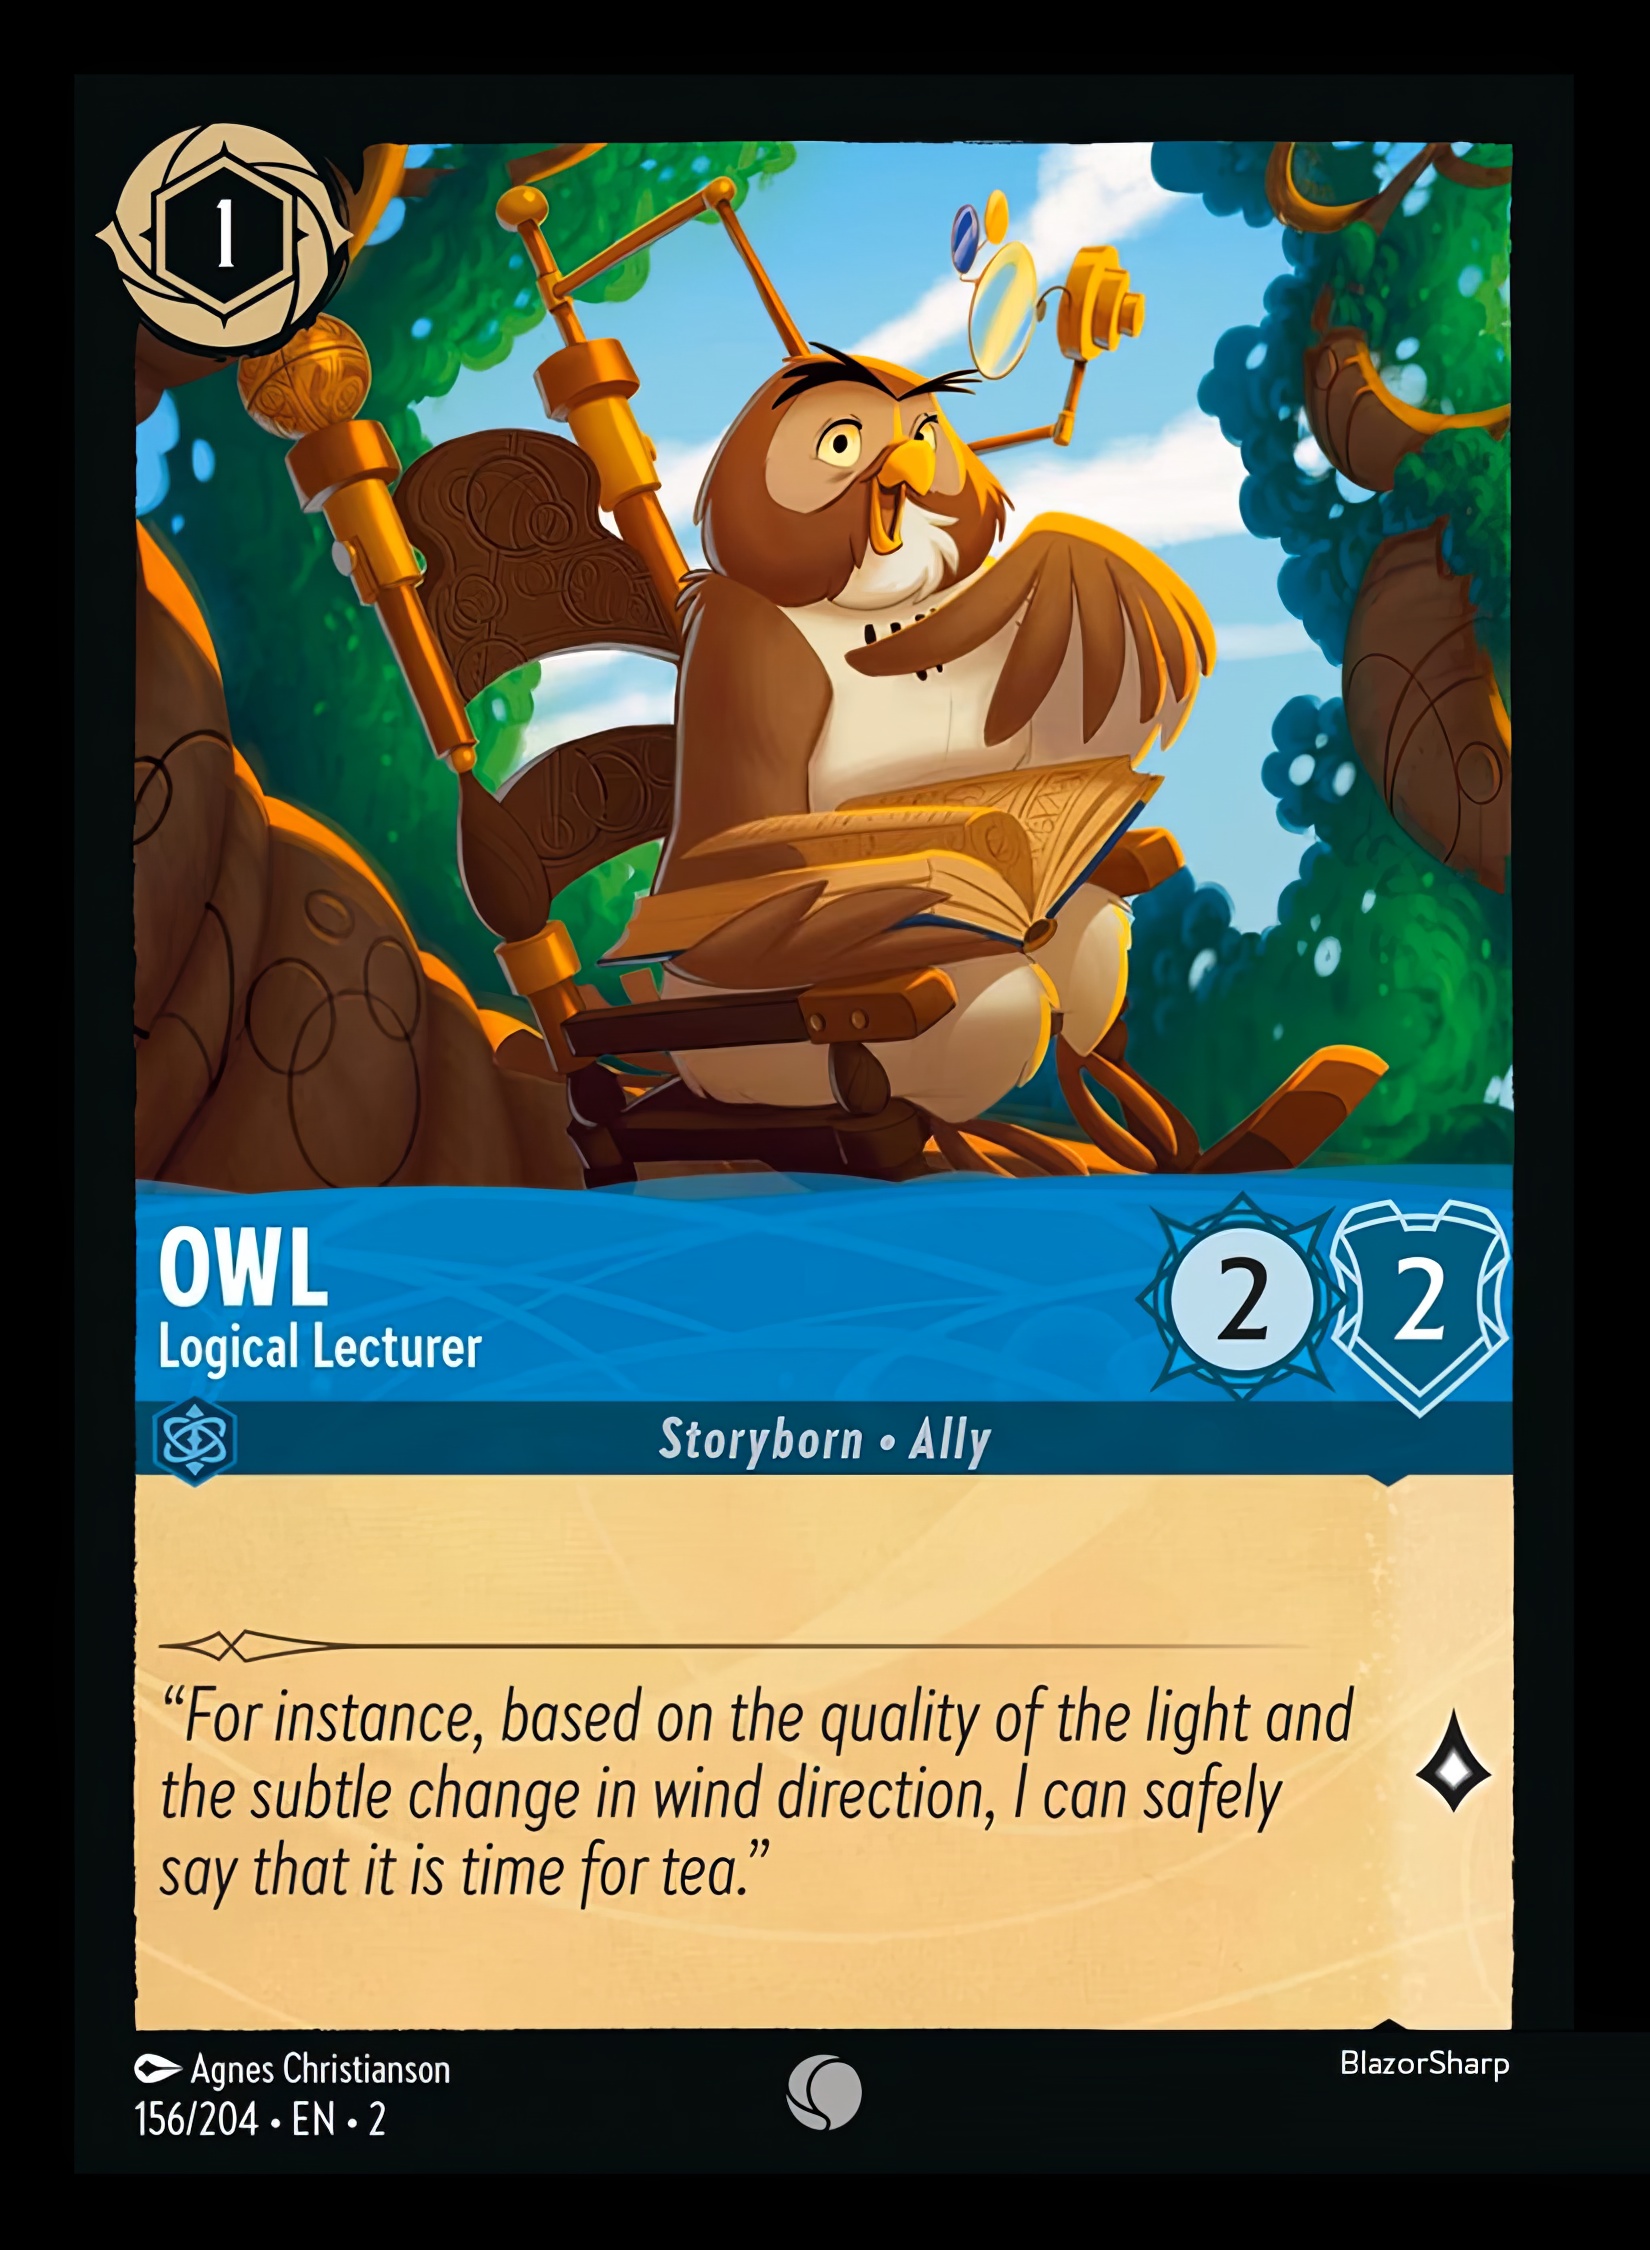 1
OWL
Logical Lecturer
2
2
Storyborn • Ally
“For instance, based on the quality of the light and
the subtle change in wind direction, I can safely
say that it is time for tea.”
Agnes Christianson
156/204 • EN • 2
BlazorSharp